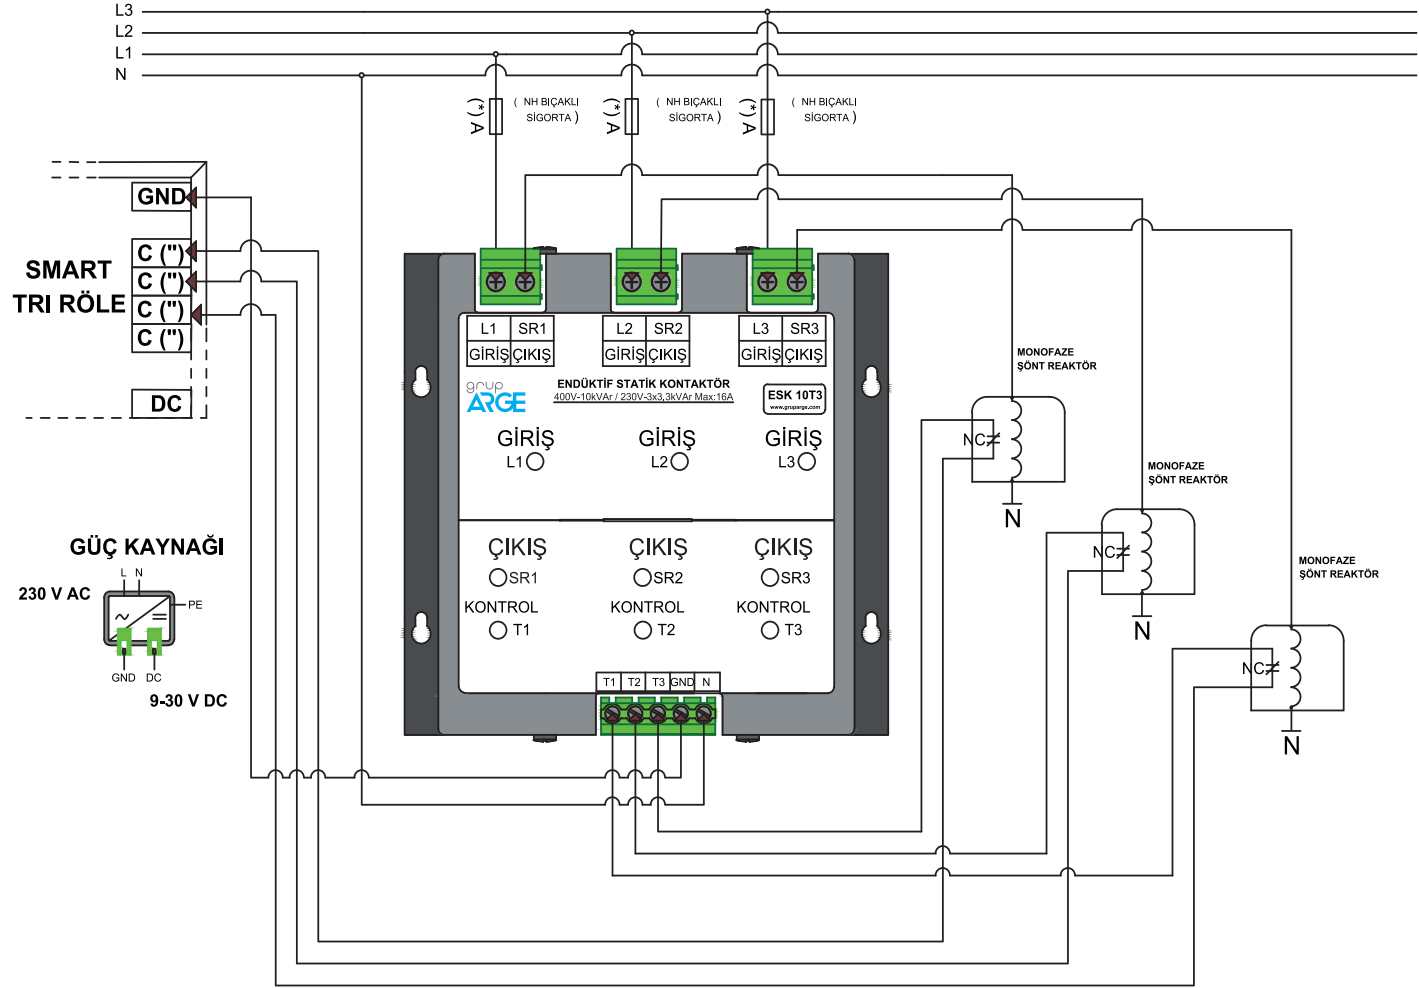 L3
L2
L1
N
(*) A
( NH BIÇAKLI
SİGORTA )
(*) A
( NH BIÇAKLI
SİGORTA )
(*) A
( NH BIÇAKLI
SİGORTA )
GND
C (")
C (")
C (")
C (")
DC
SMART
TRI RÖLE
L1 SR1
GİRİŞ ÇIKIŞ
L2 SR2
GİRİŞ ÇIKIŞ
L3 SR3
GİRİŞ ÇIKIŞ
grup
ARGE
ENDÜKTİF STATİK KONTAKTÖR
400V-10kVAr / 230V-3x3,3kVAr Max:16A
ESK 10T3
www.gruparge.com
GİRİŞ
L1
GİRİŞ
L2
GİRİŞ
L3
ÇIKIŞ
SR1
KONTROL
T1
ÇIKIŞ
SR2
KONTROL
T2
ÇIKIŞ
SR3
KONTROL
T3
T1 T2 T3 GND N
MONOFAZE
ŞÖNT REAKTÖR
NC
N
MONOFAZE
ŞÖNT REAKTÖR
NC
N
MONOFAZE
ŞÖNT REAKTÖR
NC
N
GÜÇ KAYNAĞI
L N
230 V AC
PE
GND DC
9-30 V DC